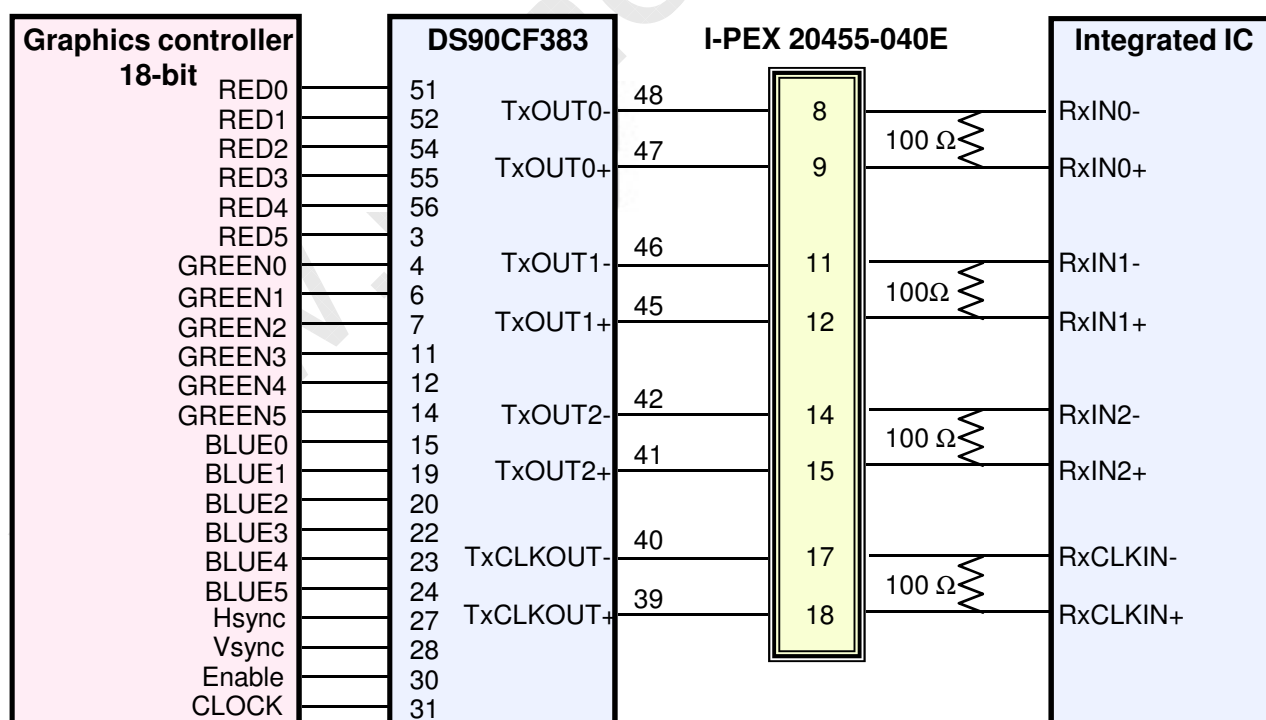 Graphics controller
18-bit
DS90CF383
I-PEX 20455-040E
Integrated IC
RED0 51
RED1 52
RED2 54
RED3 55
RED4 56
RED5 3
GREEN0 4
GREEN1 6
GREEN2 7
GREEN3 11
GREEN4 12
GREEN5 14
BLUE0 15
BLUE1 19
BLUE2 20
BLUE3 22
BLUE4 23
BLUE5 24
Hsync 27
Vsync 28
Enable 30
CLOCK 31
TxOUT0- 48 8 RxIN0-
100 Ω
TxOUT0+ 47 9 RxIN0+
TxOUT1- 46 11 RxIN1-
100Ω
TxOUT1+ 45 12 RxIN1+
TxOUT2- 42 14 RxIN2-
100 Ω
TxOUT2+ 41 15 RxIN2+
TxCLKOUT- 40 17 RxCLKIN-
100 Ω
TxCLKOUT+ 39 18 RxCLKIN+